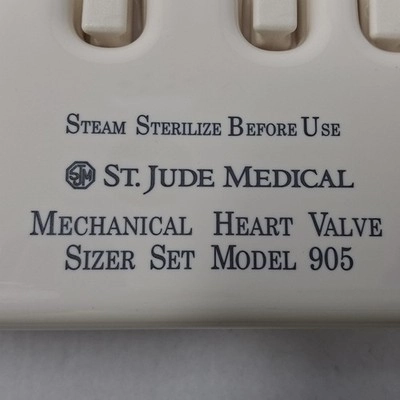 STEAM STERILIZE BEFORE USE
SJM ST. JUDE MEDICAL
MECHANICAL HEART VALVE
SIZER SET MODEL 905